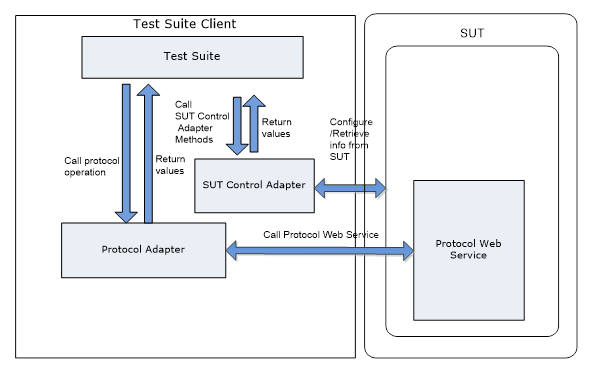 Test Suite Client
SUT
Test Suite
Call
SUT Control
Adapter
Methods
Return
values
Configure
/Retrieve
info from
SUT
Call protocol
operation
Return
values
SUT Control Adapter
Call Protocol Web Service
Protocol Adapter
Protocol Web
Service